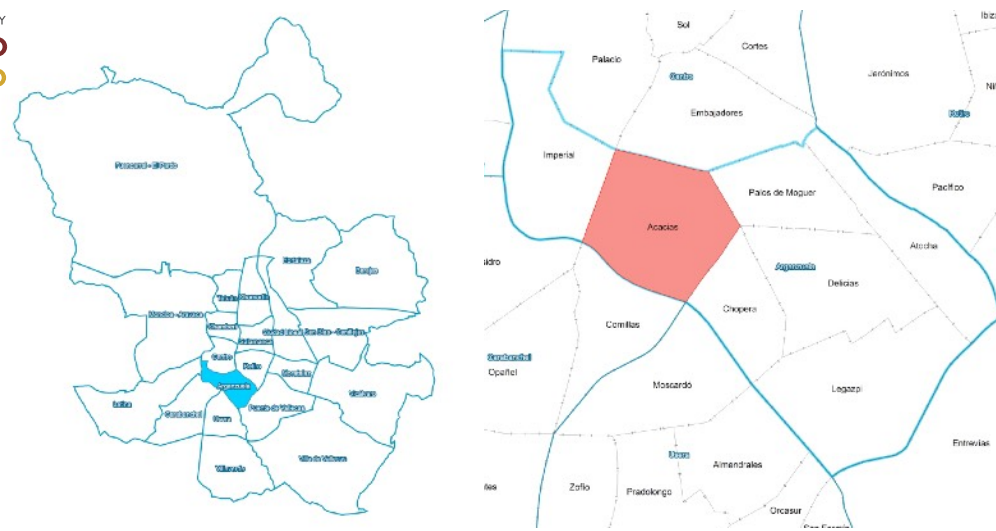 Y
Fuencarral - El Pardo
Hortaleza
Barajas
Tetuán
Chamartín
Moncloa - Aravaca
Chamberí
Ciudad Lineal
San Blas - Canillejas
Salamanca
Centro
Retiro
Moratalaz
Arganzuela
Vicálvaro
Latina
Carabanchel
Usera
Puente de Vallecas
Villaverde
Villa de Vallecas
Sol
Ibiza
Palacio
Cortes
Jerónimos
Centro
Niñ
Retiro
Embajadores
Imperial
Pacífico
Palos de Moguer
Acacias
Atocha
sidro
Arganzuela
Delicias
Chopera
Comillas
Carabanchel
Opañel
Moscardó
Legazpi
Entrevías
Usera
Almendrales
Zofío
Pradolongo
Orcasur
San Fermín